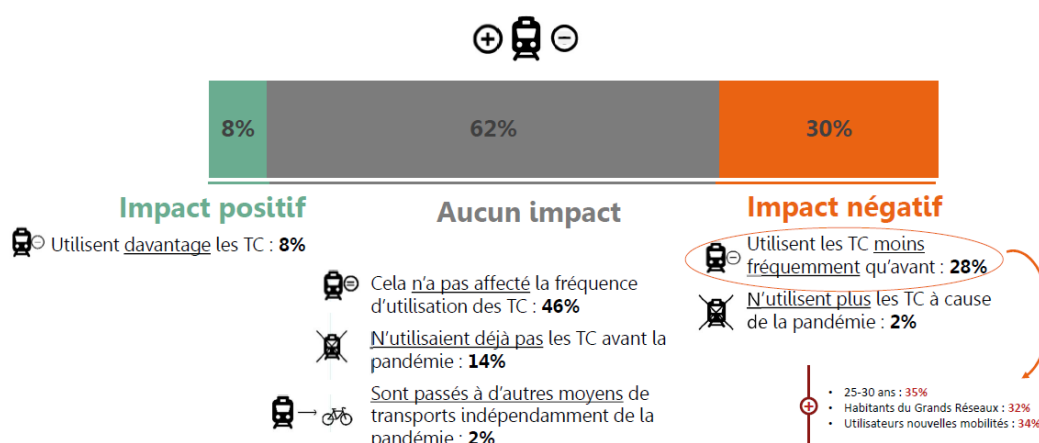 8%
62%
30%
Impact positif
Aucun impact
Impact négatif
Utilisent davantage les TC : 8%
Cela n'a pas affecté la fréquence
d'utilisation des TC : 46%
N'utilisaient déjà pas les TC avant la
pandémie : 14%
Sont passés à d'autres moyens de
transports indépendamment de la
pandémie : 2%
Utilisent les TC moins
fréquemment qu'avant : 28%
N'utilisent plus les TC à cause
de la pandémie : 2%
• 25-30 ans : 35%
• Habitants du Grands Réseaux : 32%
• Utilisateurs nouvelles mobilités : 34%